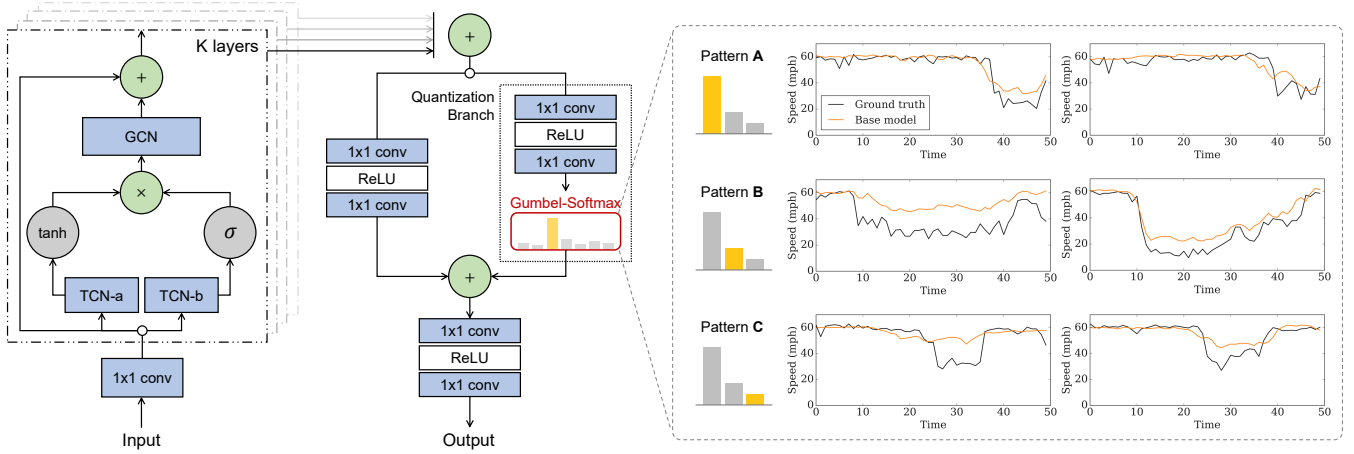 K layers
+
GCN
×
tanh
σ
TCN-a
TCN-b
1x1 conv
Input
+
Quantization
Branch
1x1 conv
ReLU
1x1 conv
1x1 conv
ReLU
1x1 conv
Gumbel-Softmax
+
1x1 conv
ReLU
1x1 conv
Output
Pattern A
Speed (mph)
60
40
20
0
0 10 20 30 40 50
Time
Ground truth
Base model
Speed (mph)
60
40
20
0
0 10 20 30 40 50
Time
Pattern B
Speed (mph)
60
40
20
0
0 10 20 30 40 50
Time
Speed (mph)
60
40
20
0
0 10 20 30 40 50
Time
Pattern C
Speed (mph)
60
40
20
0
0 10 20 30 40 50
Time
Speed (mph)
60
40
20
0
0 10 20 30 40 50
Time